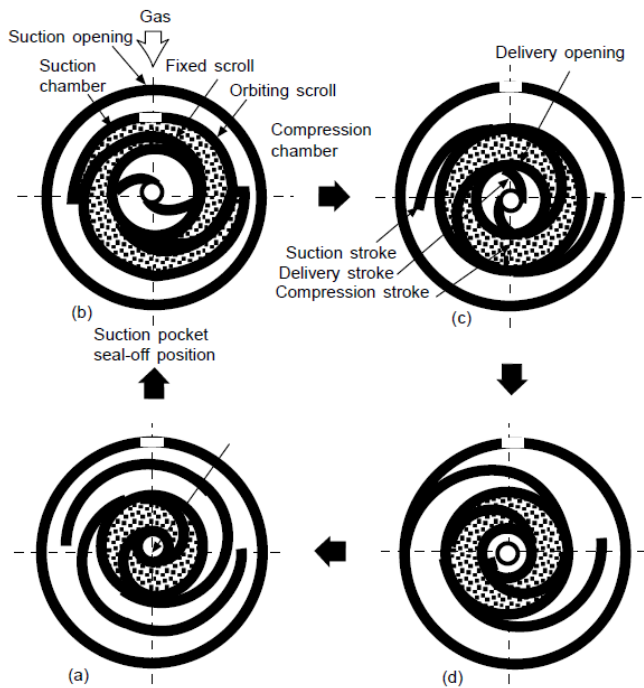 Gas
Suction opening
Suction
chamber
Fixed scroll
Orbiting scroll
Delivery opening
Compression
chamber
Suction stroke
Delivery stroke
Compression stroke
(b)
(c)
Suction pocket
seal-off position
(a)
(d)